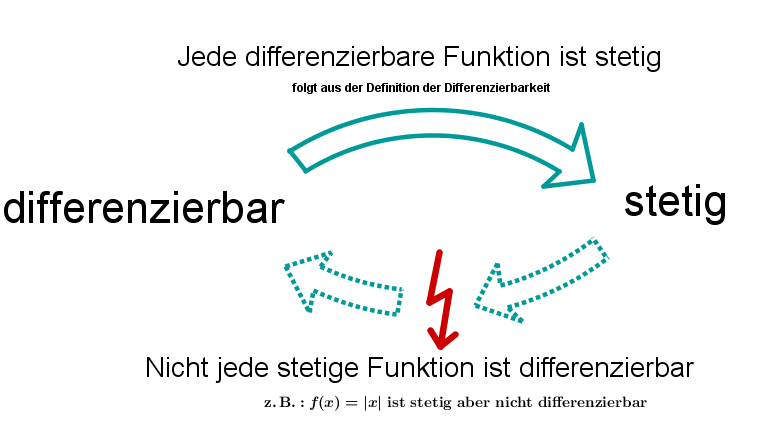 Jede differenzierbare Funktion ist stetig
folgt aus der Definition der Differenzierbarkeit
differenzierbar
stetig
Nicht jede stetige Funktion ist differenzierbar
z. B. : f(x) = |x| ist stetig aber nicht differenzierbar